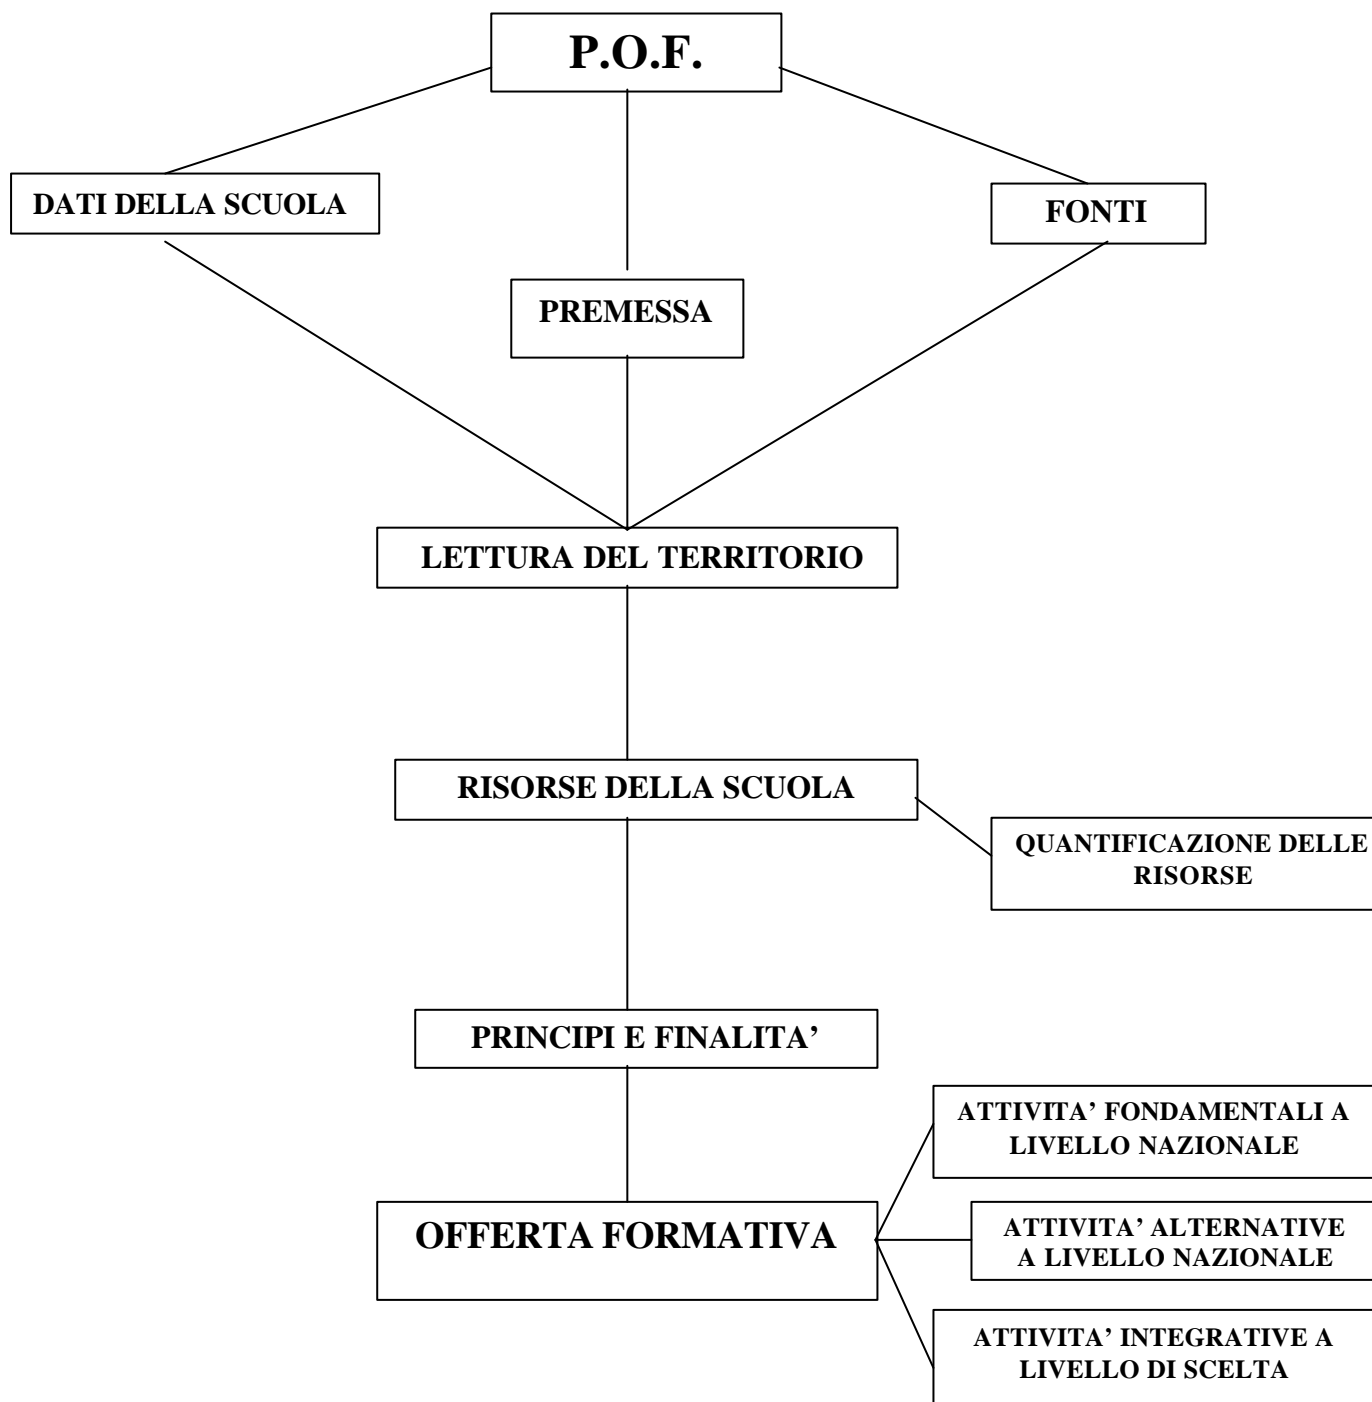 P.O.F.
DATI DELLA SCUOLA
FONTI
PREMESSA
LETTURA DEL TERRITORIO
RISORSE DELLA SCUOLA
QUANTIFICAZIONE DELLE
RISORSE
PRINCIPI E FINALITA’
ATTIVITA’ FONDAMENTALI A
LIVELLO NAZIONALE
OFFERTA FORMATIVA
ATTIVITA’ ALTERNATIVE
A LIVELLO NAZIONALE
ATTIVITA’ INTEGRATIVE A
LIVELLO DI SCELTA